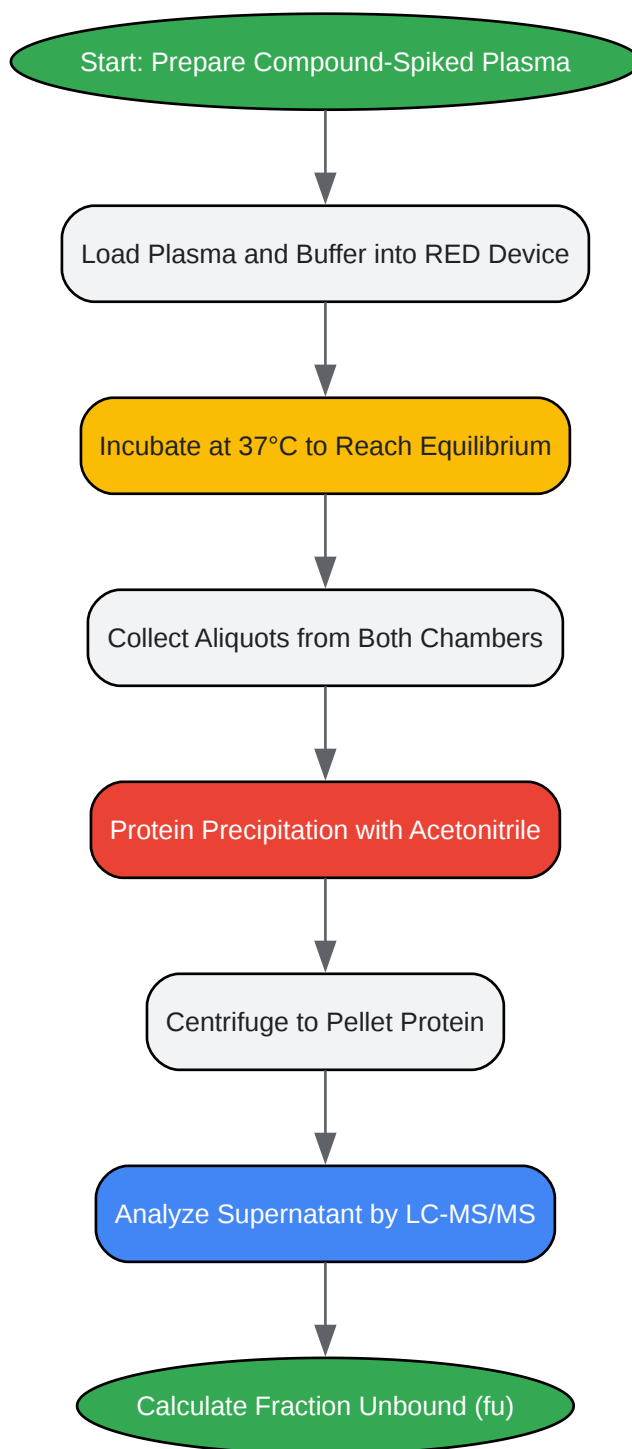 Start: Prepare Compound-Spiked Plasma
Load Plasma and Buffer into RED Device
Incubate at 37°C to Reach Equilibrium
Collect Aliquots from Both Chambers
Protein Precipitation with Acetonitrile
Centrifuge to Pellet Protein
Analyze Supernatant by LC-MS/MS
Calculate Fraction Unbound (fu)